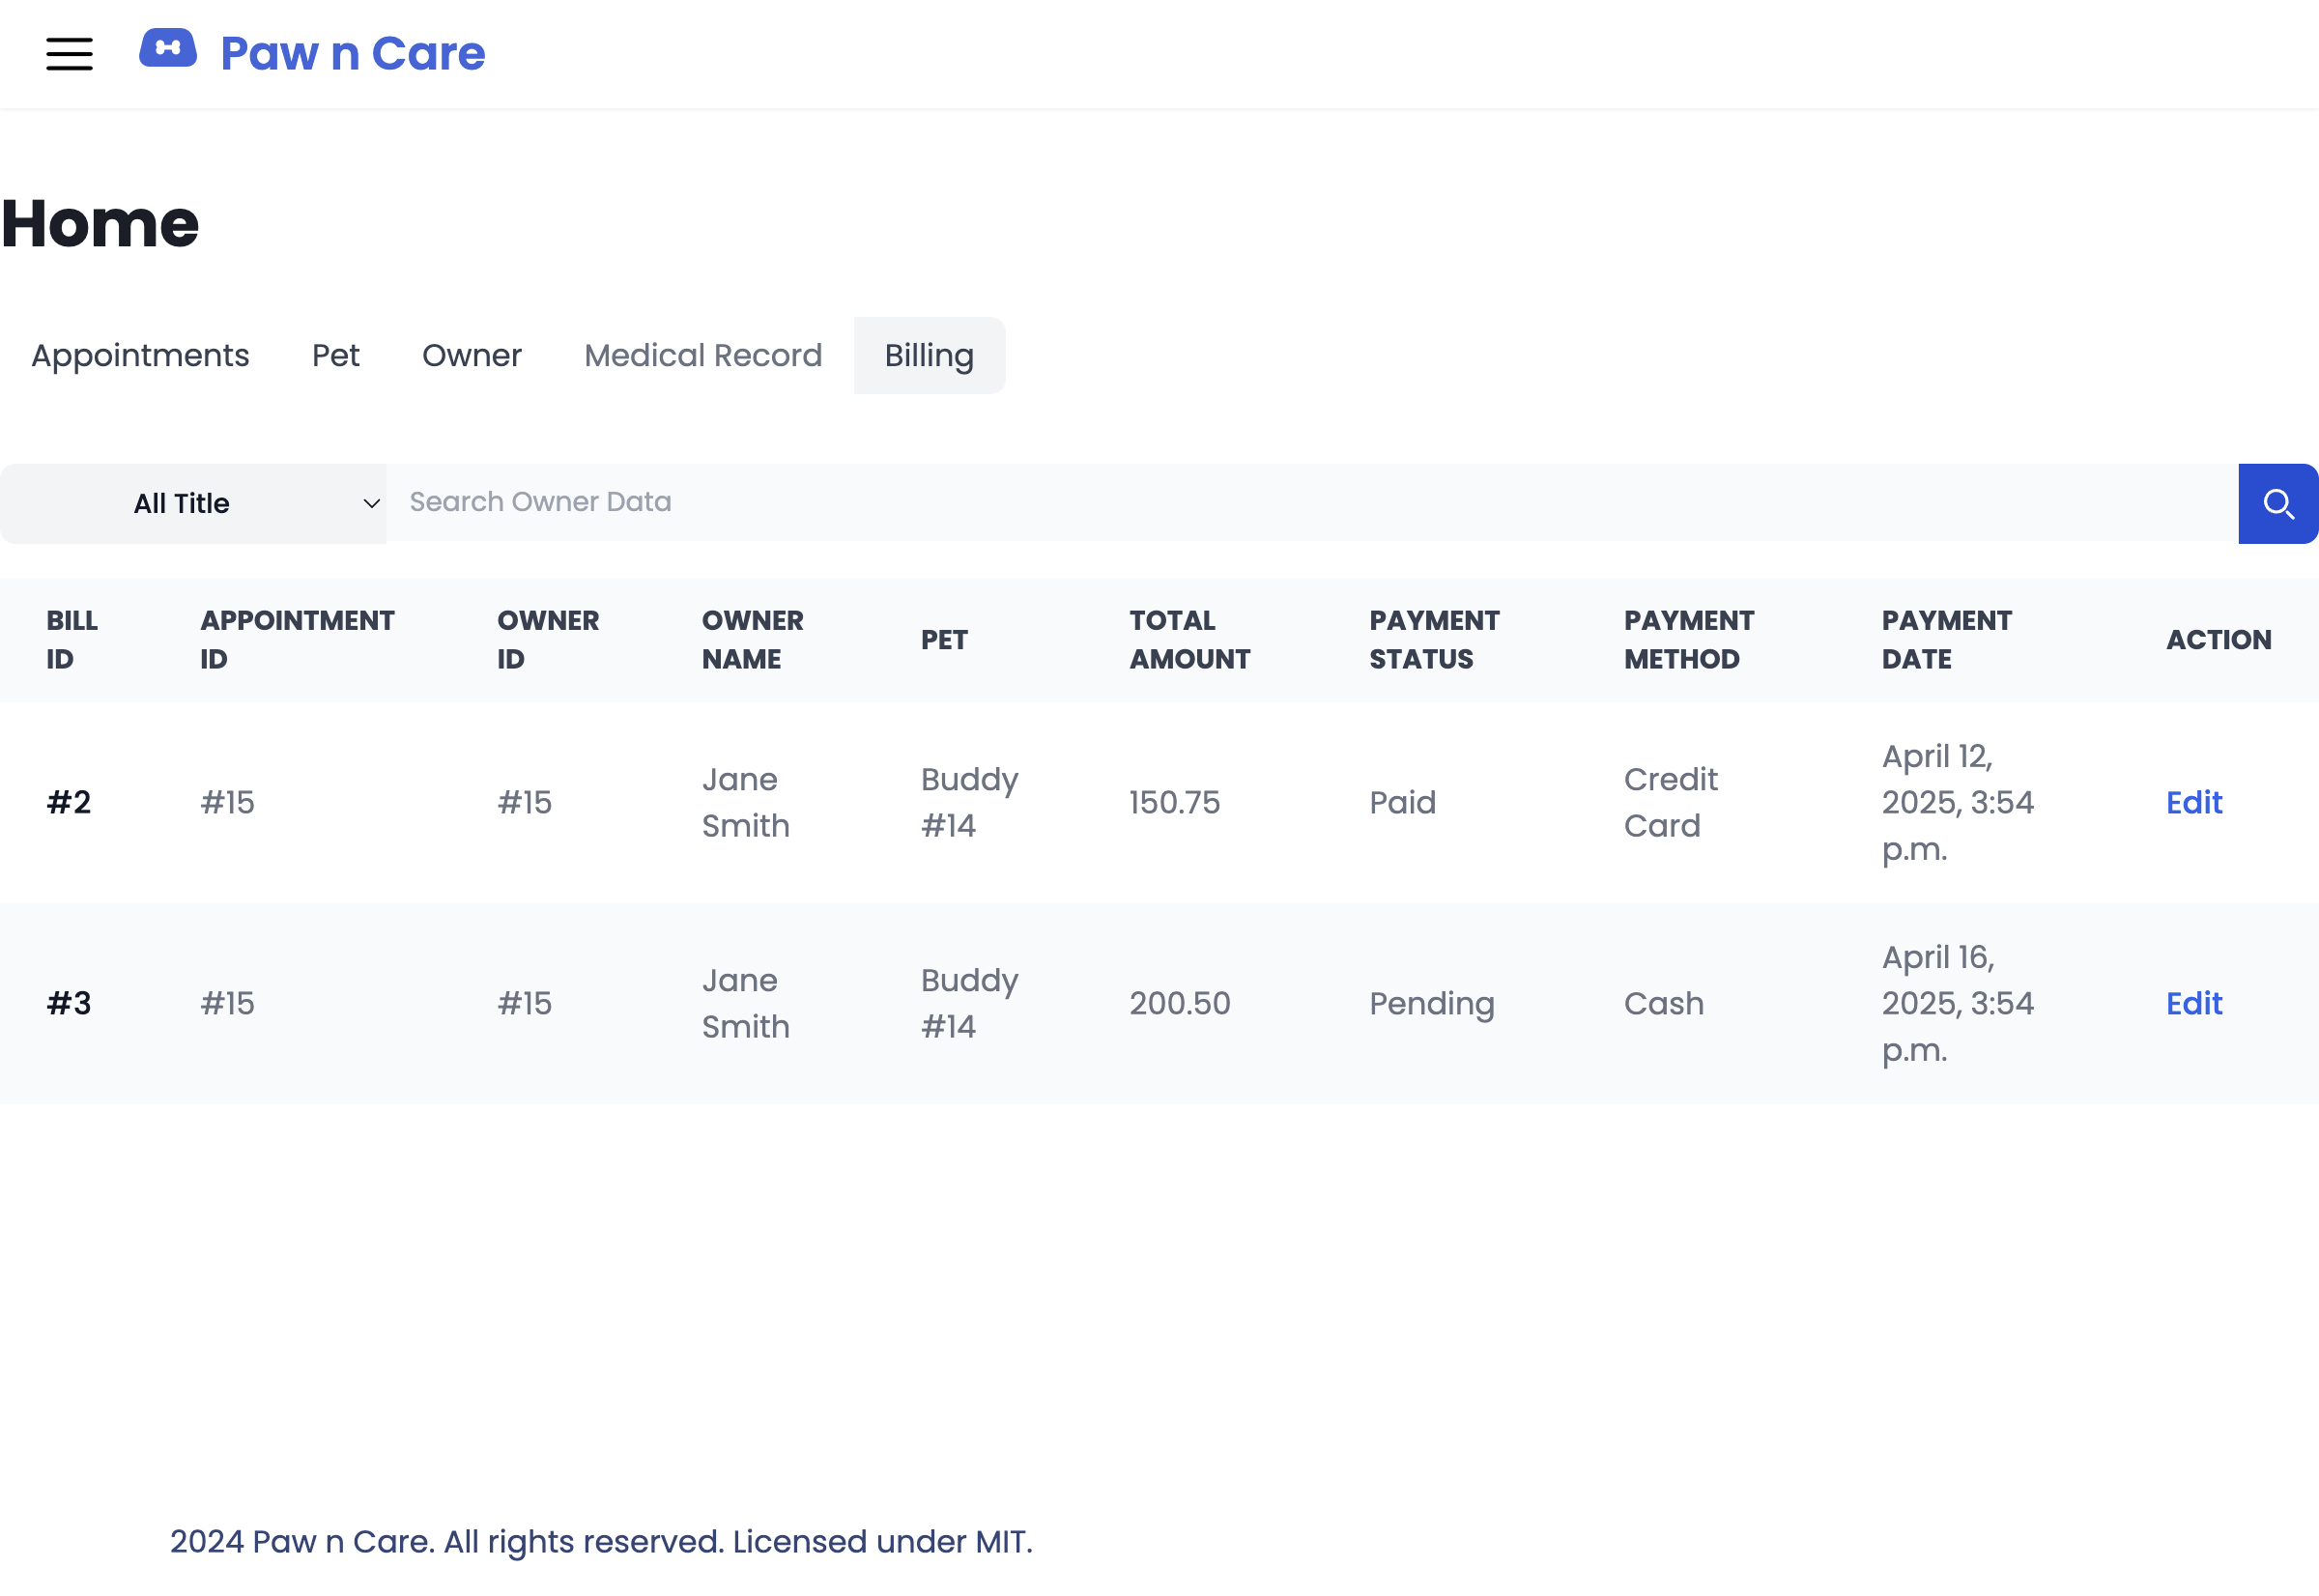 Paw n Care
Home
Appointments Pet Owner Medical Record Billing
All Title Search Owner Data
BILL ID APPOINTMENT ID OWNER ID OWNER NAME PET TOTAL AMOUNT PAYMENT STATUS PAYMENT METHOD PAYMENT DATE ACTION
#2 #15 #15 Jane Smith Buddy #14 150.75 Paid Credit Card April 12, 2025, 3:54 p.m. Edit
#3 #15 #15 Jane Smith Buddy #14 200.50 Pending Cash April 16, 2025, 3:54 p.m. Edit
2024 Paw n Care. All rights reserved. Licensed under MIT.